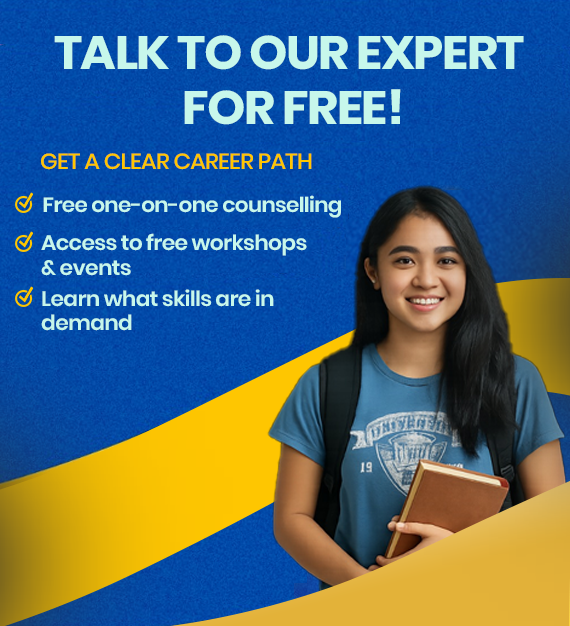 TALK TO OUR EXPERT
FOR FREE!
GET A CLEAR CAREER PATH
Free one-on-one counselling
Access to free workshops
& events
Learn what skills are in
demand
19